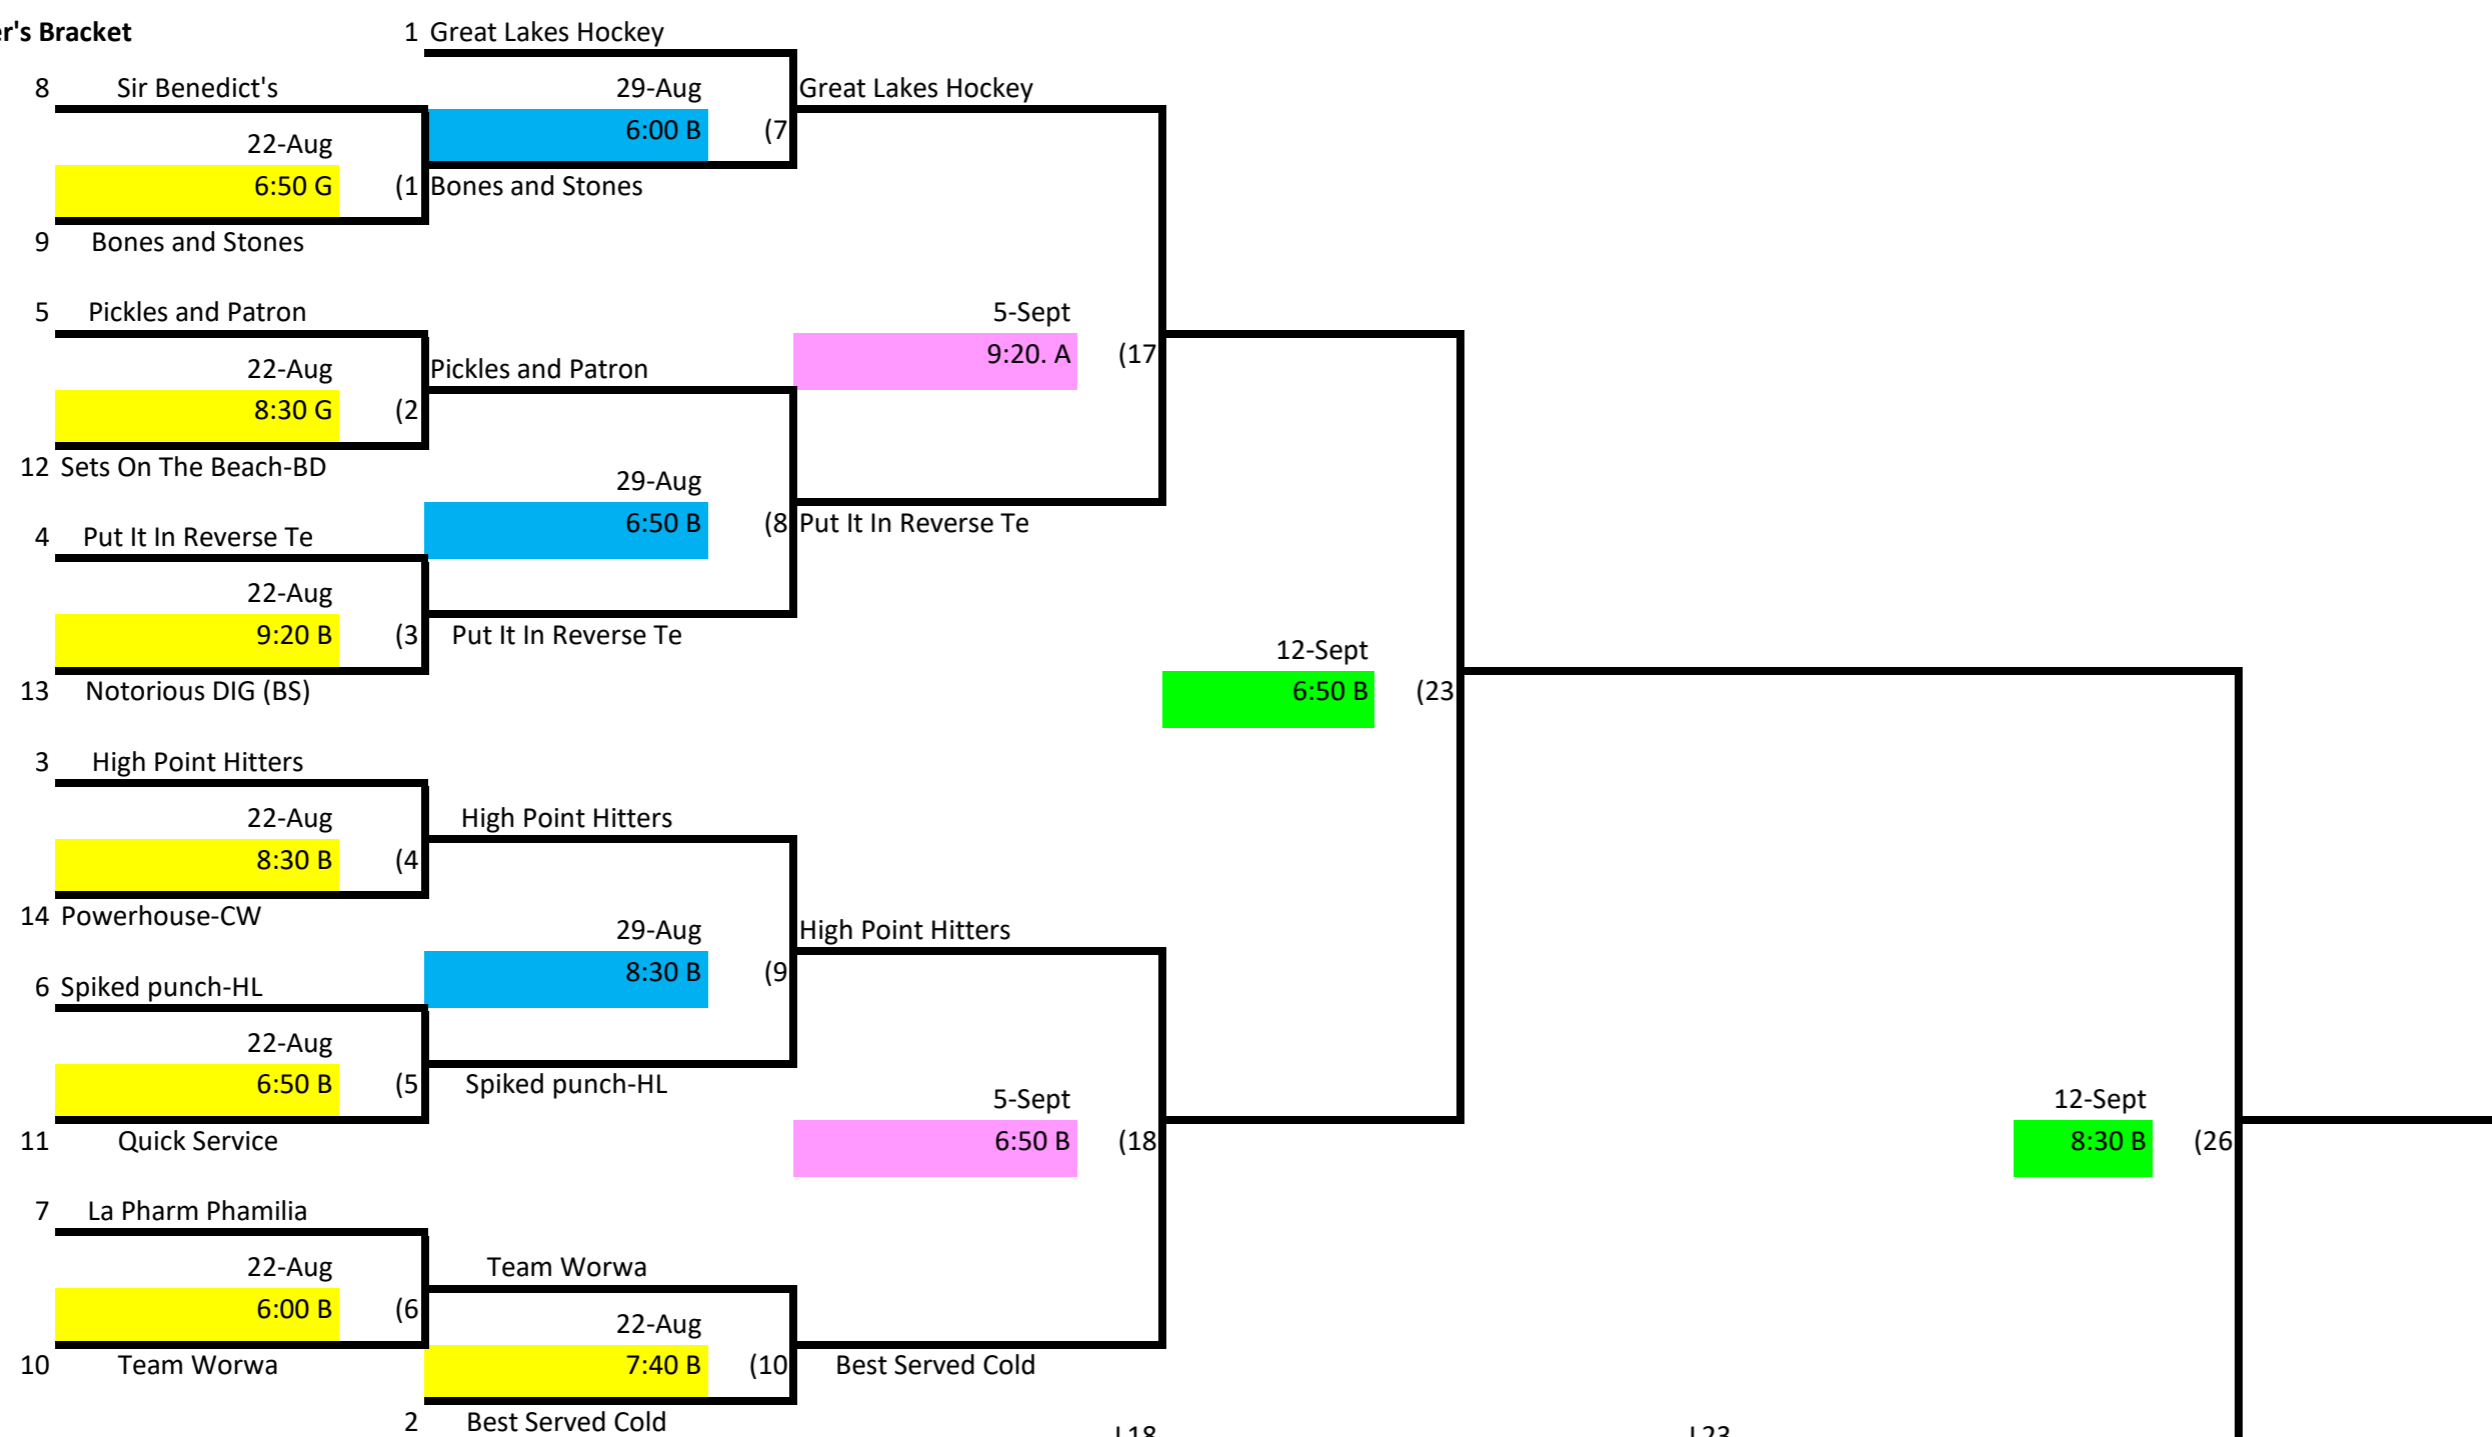 er's Bracket
1 Great Lakes Hockey
8 Sir Benedict's
29-Aug
Great Lakes Hockey
6:00 B (7
22-Aug
6:50 G (1
Bones and Stones
9 Bones and Stones
5 Pickles and Patron
5-Sept
9:20. A (17
22-Aug
Pickles and Patron
8:30 G (2
12 Sets On The Beach-BD
29-Aug
6:50 B (8
Put It In Reverse Te
4 Put It In Reverse Te
22-Aug
9:20 B (3
Put It In Reverse Te
12-Sept
6:50 B (23
13 Notorious DIG (BS)
3 High Point Hitters
22-Aug
High Point Hitters
8:30 B (4
14 Powerhouse-CW
29-Aug
High Point Hitters
8:30 B (9
6 Spiked punch-HL
22-Aug
6:50 B (5
Spiked punch-HL
5-Sept
6:50 B (18
12-Sept
8:30 B (26
11 Quick Service
7 La Pharm Phamilia
22-Aug
Team Worwa
6:00 B (6
22-Aug
7:40 B (10
Best Served Cold
10 Team Worwa
2 Best Served Cold
L18
L23